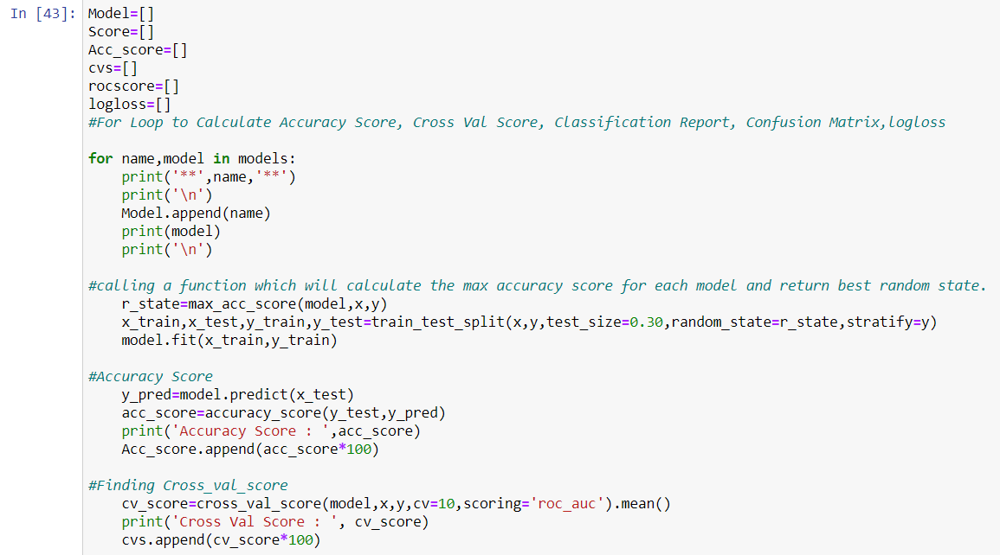 In [43]: Model=[]
Score=[]
Acc_score=[]
cvs=[]
rocscore=[]
logloss=[]
#For Loop to Calculate Accuracy Score, Cross Val Score, Classification Report, Confusion Matrix,logloss
for name,model in models:
    print('**',name,'**')
    print('\n')
    Model.append(name)
    print(model)
    print('\n')
#calling a function which will calculate the max accuracy score for each model and return best random state.
    r_state=max_acc_score(model,x,y)
    x_train,x_test,y_train,y_test=train_test_split(x,y,test_size=0.30,random_state=r_state,stratify=y)
    model.fit(x_train,y_train)
#Accuracy Score
    y_pred=model.predict(x_test)
    acc_score=accuracy_score(y_test,y_pred)
    print('Accuracy Score : ',acc_score)
    Acc_score.append(acc_score*100)
#Finding Cross_val_score
    cv_score=cross_val_score(model,x,y,cv=10,scoring='roc_auc').mean()
    print('Cross Val Score : ', cv_score)
    cvs.append(cv_score*100)